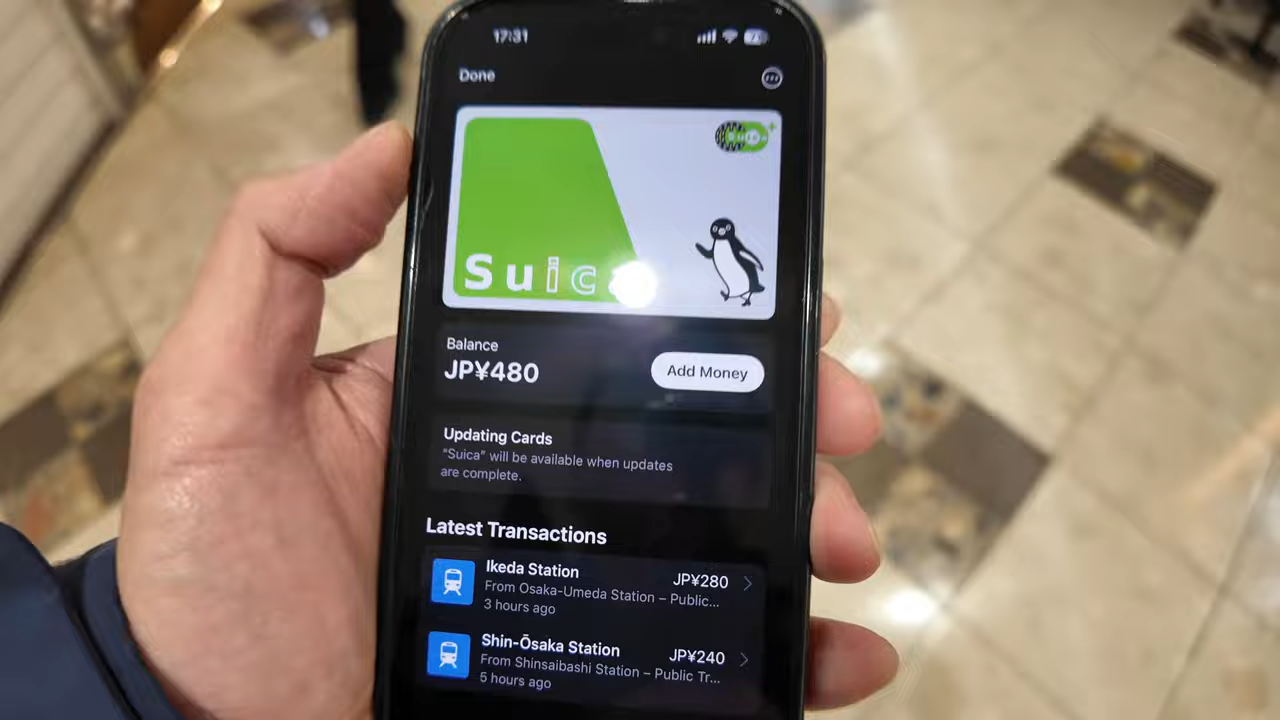 17:31
Done
Suica
Balance
JP¥480
Add Money
Updating Cards
"Suica" will be available when updates
are complete.
Latest Transactions
Ikeda Station
JP¥280
From Osaka-Umeda Station – Public...
3 hours ago
Shin-Ōsaka Station
JP¥240
From Shinsaibashi Station – Public Tr...
5 hours ago